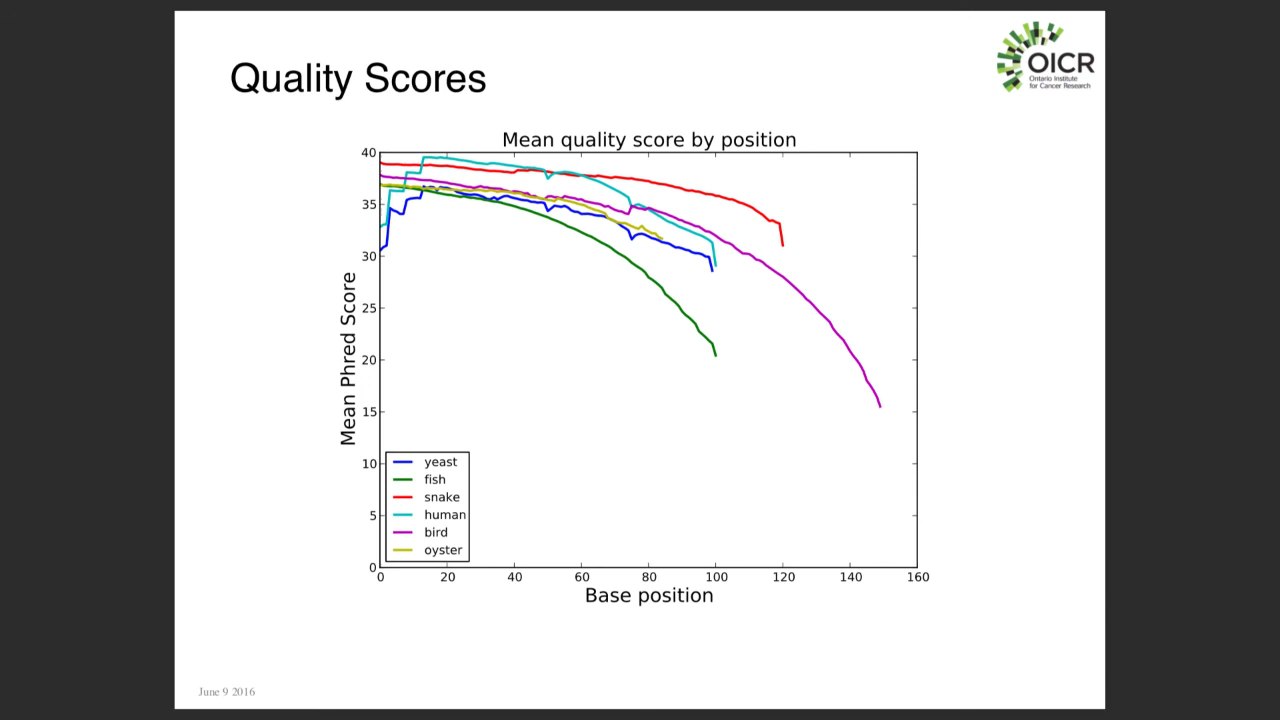 Quality Scores
OICR
Ontario Institute
for Cancer Research
Mean quality score by position
Mean Phred Score
40
35
30
25
20
15
10
5
0
yeast
fish
snake
human
bird
oyster
0 20 40 60 80 100 120 140 160
Base position
June 9 2016